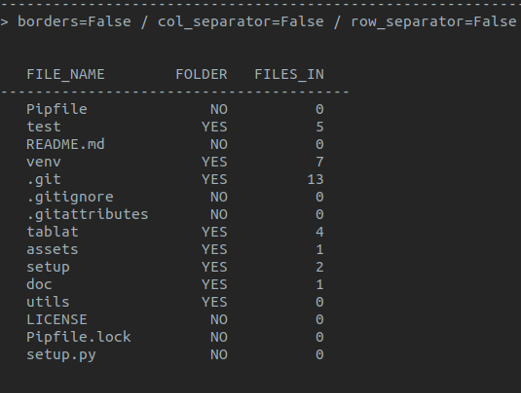 --------------------------------------------------------------------------
> borders=False / col_separator=False / row_separator=False
FILE_NAME FOLDER FILES_IN
----------------------------------------
Pipfile NO 0
test YES 5
README.md NO 0
venv YES 7
.git YES 13
.gitignore NO 0
.gitattributes NO 0
tablat YES 4
assets YES 1
setup YES 2
doc YES 1
utils YES 0
LICENSE NO 0
Pipfile.lock NO 0
setup.py NO 0